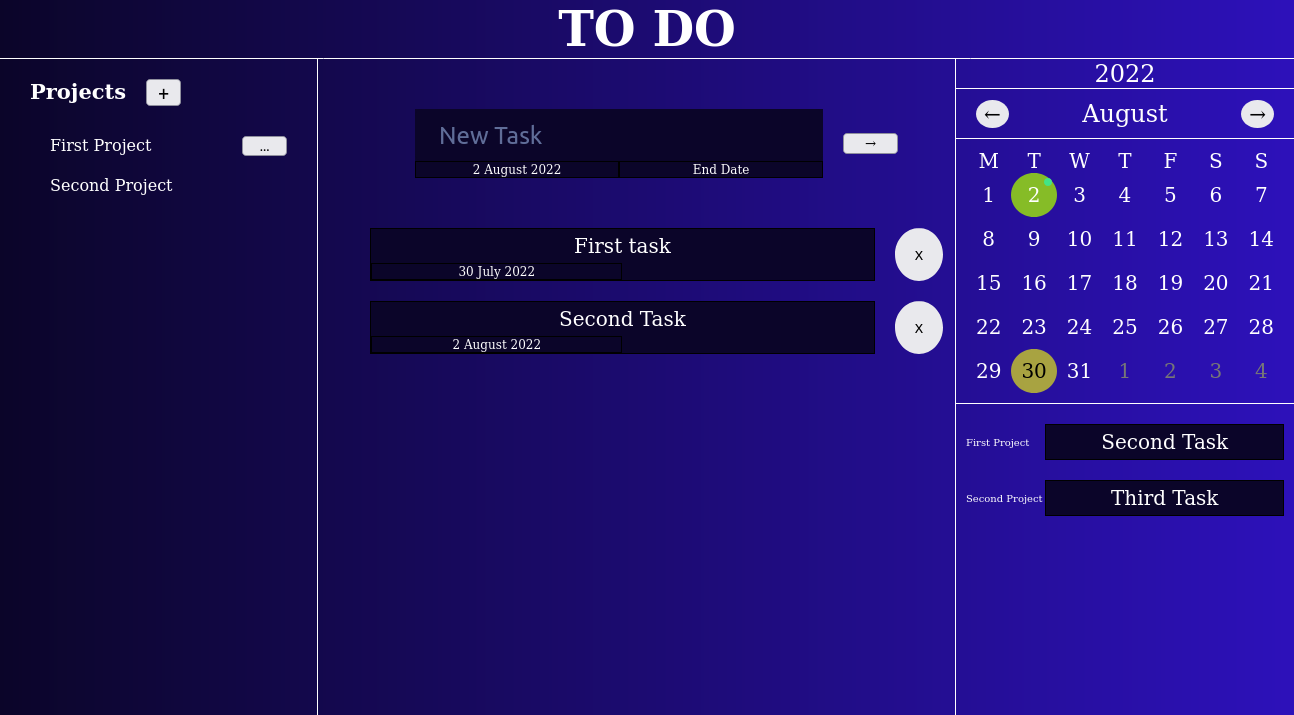 TO DO
Projects +
First Project ...
Second Project
New Task
2 August 2022 End Date
→
First task
30 July 2022
x
Second Task
2 August 2022
x
2022
← August →
M T W T F S S
1 2 3 4 5 6 7
8 9 10 11 12 13 14
15 16 17 18 19 20 21
22 23 24 25 26 27 28
29 30 31 1 2 3 4
First Project Second Task
Second Project Third Task